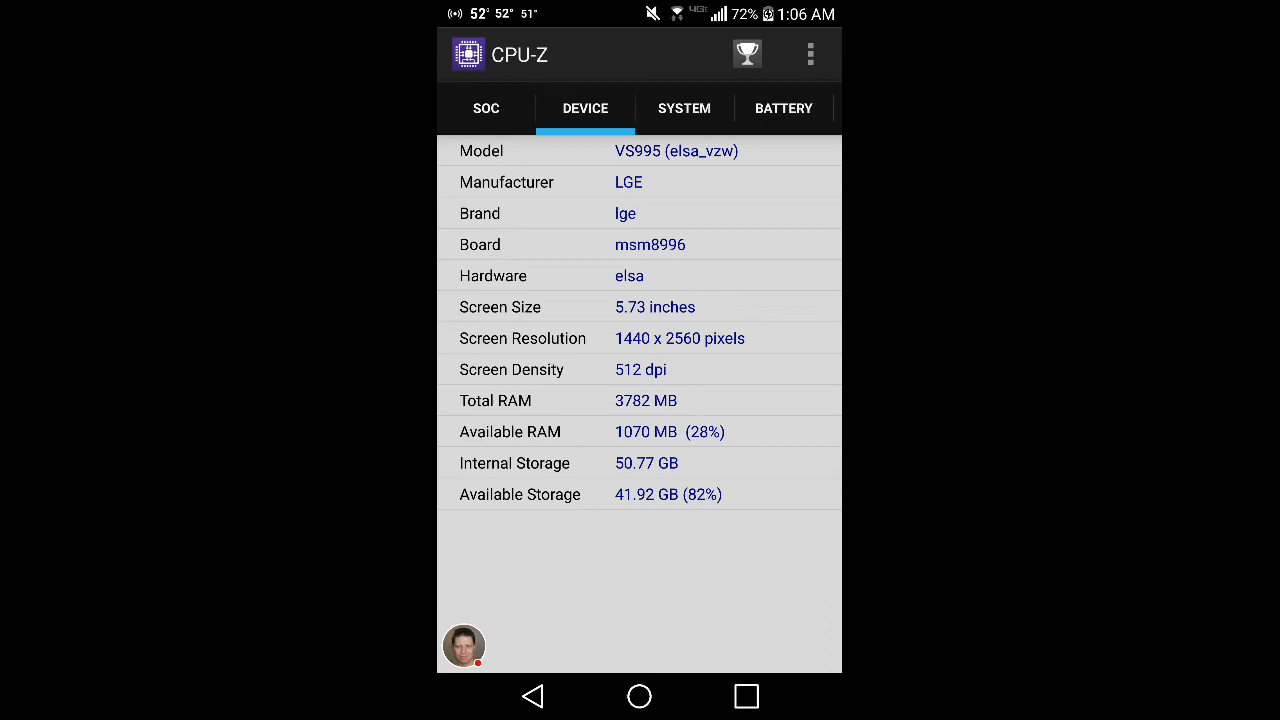 52° 52° 51° 4G 72% 1:06 AM
CPU-Z
SOC DEVICE SYSTEM BATTERY
Model VS995 (elsa_vzw)
Manufacturer LGE
Brand lge
Board msm8996
Hardware elsa
Screen Size 5.73 inches
Screen Resolution 1440 x 2560 pixels
Screen Density 512 dpi
Total RAM 3782 MB
Available RAM 1070 MB (28%)
Internal Storage 50.77 GB
Available Storage 41.92 GB (82%)